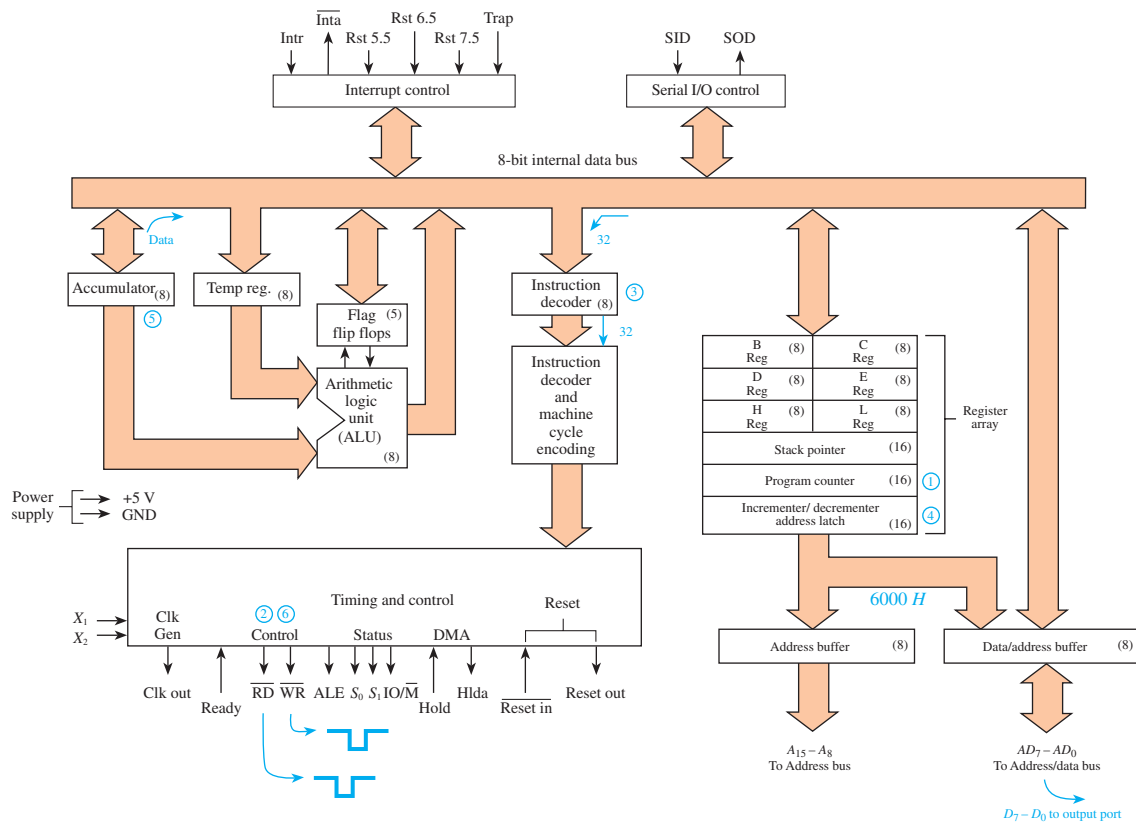 Intr
Inta
Rst 5.5
Rst 6.5
Rst 7.5
Trap
Interrupt control
SID
SOD
Serial I/O control
8-bit internal data bus
Data
32
Accumulator
(8)
5
Temp reg.
(8)
Flag
flip flops
(5)
Instruction
decoder
(8)
3
32
Arithmetic
logic
unit
(ALU)
(8)
Instruction
decoder
and
machine
cycle
encoding
B
Reg
(8)
C
Reg
(8)
D
Reg
(8)
E
Reg
(8)
H
Reg
(8)
L
Reg
(8)
Stack pointer
(16)
Program counter
(16)
1
Incrementer/ decrementer
address latch
(16)
4
Register
array
Power
supply
+5 V
GND
X1
X2
Clk
Gen
Timing and control
2
6
Control
Status
DMA
Reset
Clk out
Ready
RD
WR
ALE
S0
S1
IO/M
Hold
Hlda
Reset in
Reset out
6000 H
Address buffer
(8)
Data/address buffer
(8)
A15 – A8
To Address bus
AD7 – AD0
To Address/data bus
D7 – D0 to output port